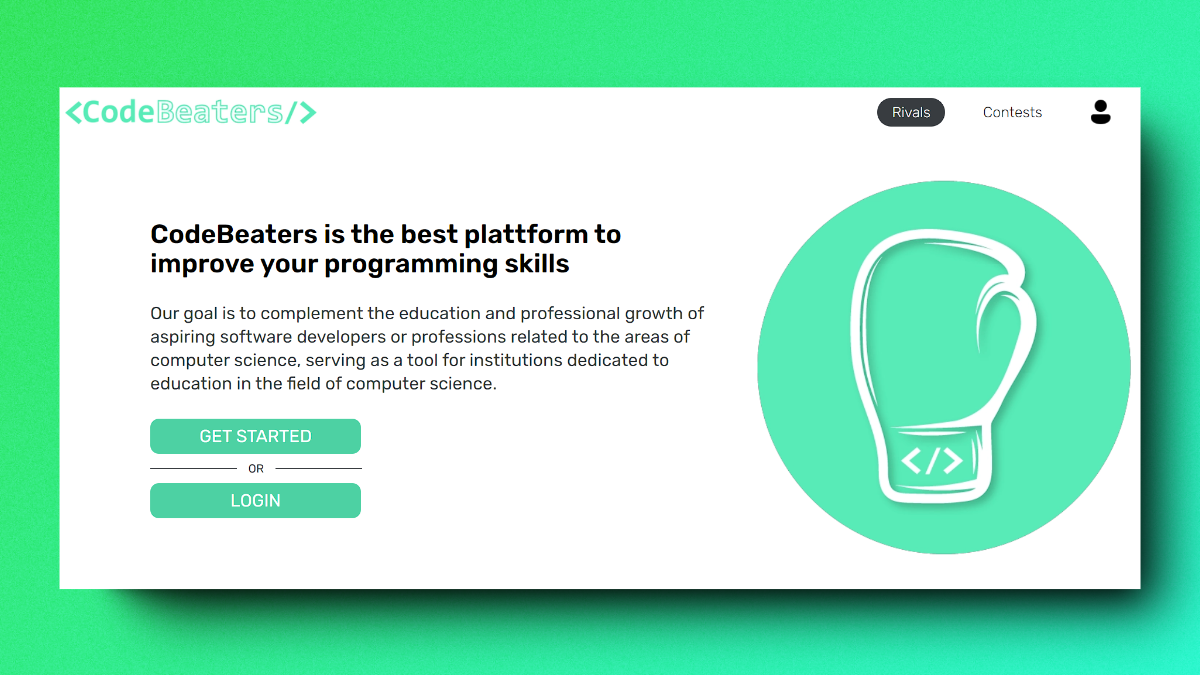 <CodeBeaters/>
Rivals
Contests
CodeBeaters is the best plattform to
improve your programming skills
Our goal is to complement the education and professional growth of
aspiring software developers or professions related to the areas of
computer science, serving as a tool for institutions dedicated to
education in the field of computer science.
GET STARTED
OR
LOGIN
</>